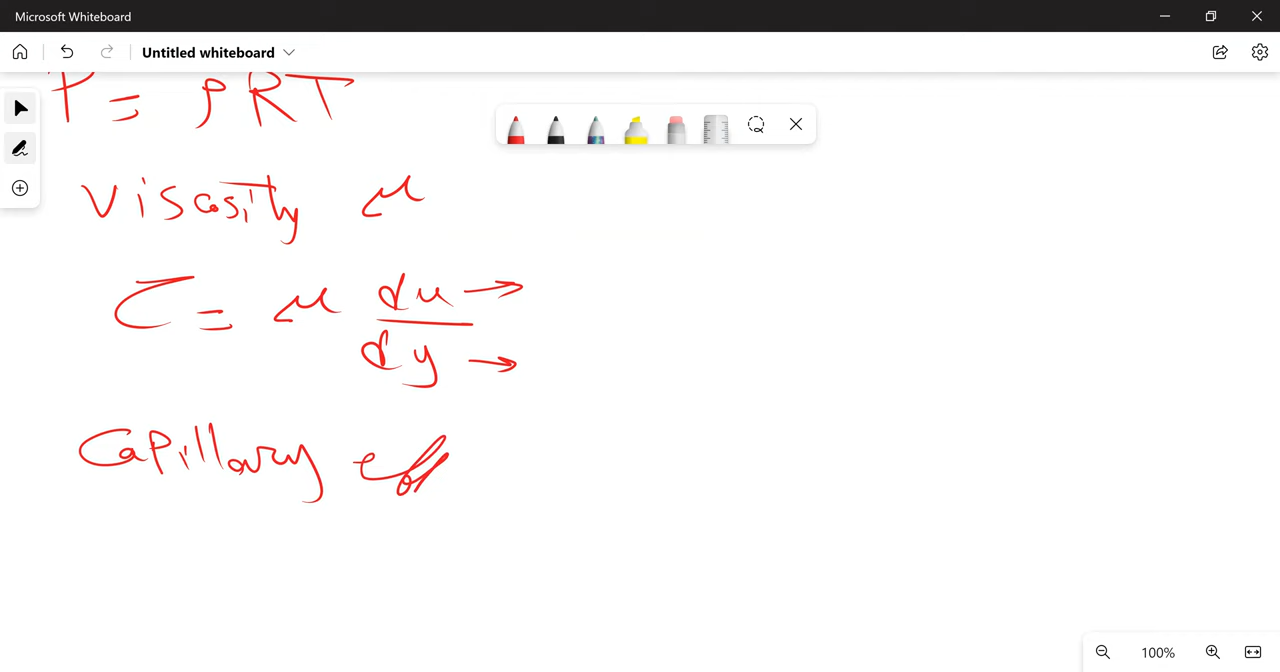 Microsoft Whiteboard
Untitled whiteboard
P = ρRT
Viscosity μ
τ = μ du/dy → →
Capillary eff
100%